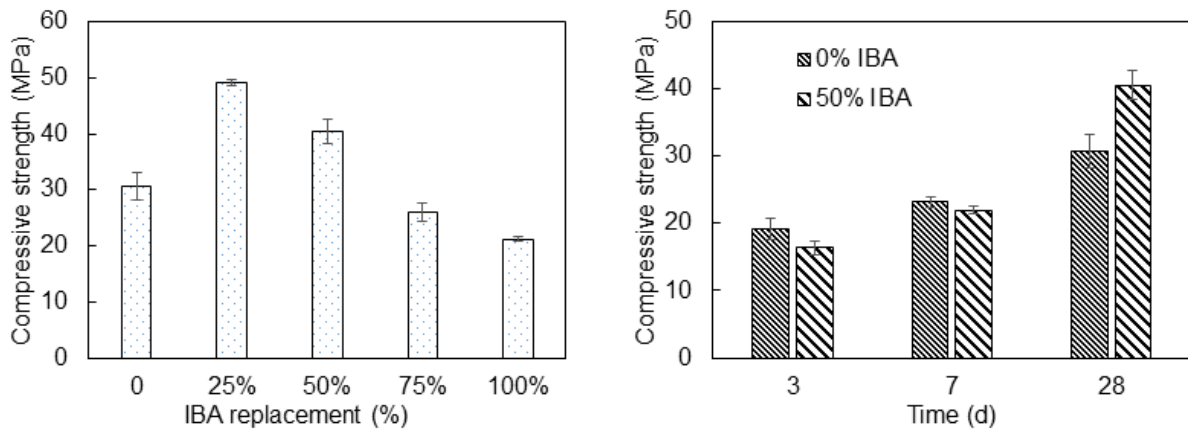 Compressive strength (MPa)
60
50
40
30
20
10
0
0 25% 50% 75% 100%
IBA replacement (%)
Compressive strength (MPa)
50
40
30
20
10
0
0% IBA
50% IBA
3 7 28
Time (d)